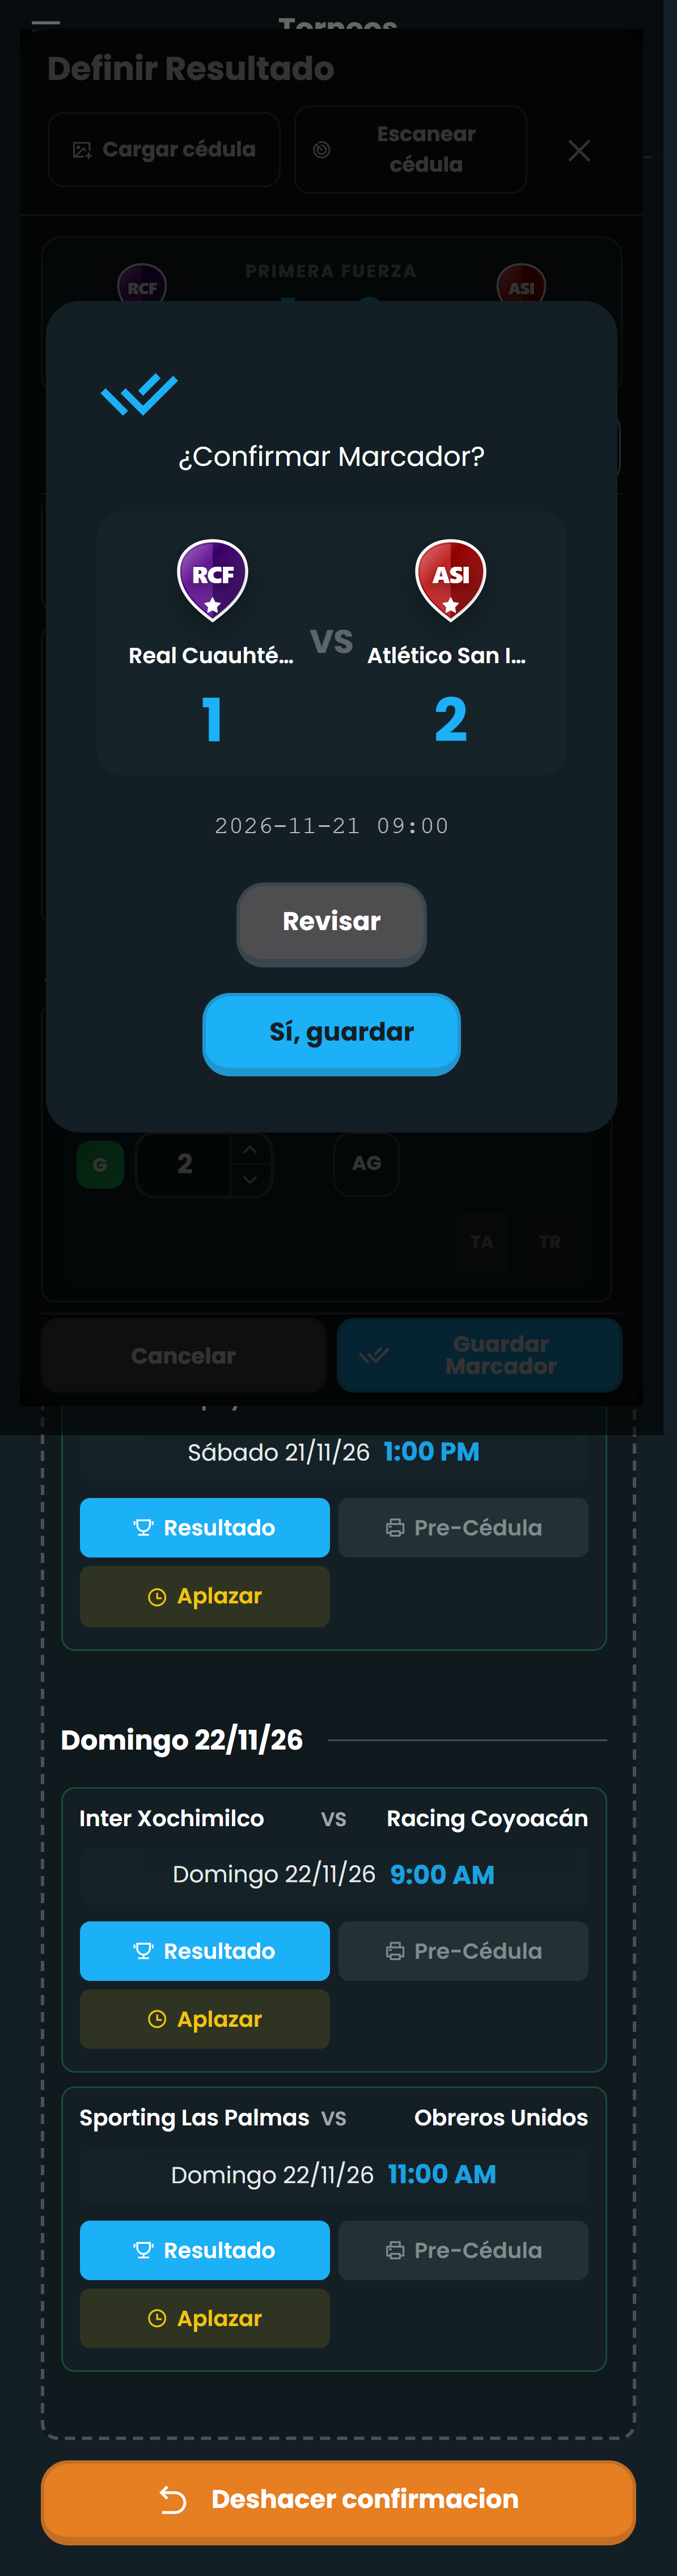 Torneos
Definir Resultado
Cargar cédula
Escanear
cédula
PRIMERA FUERZA
RCF
ASI
¿Confirmar Marcador?
RCF
ASI
Real Cuauhté...
VS
Atlético San I...
1
2
2026-11-21 09:00
Revisar
Sí, guardar
G
2
AG
TA
TR
Cancelar
Guardar
Marcador
Sábado 21/11/26 1:00 PM
Resultado
Pre-Cédula
Aplazar
Domingo 22/11/26
Inter Xochimilco VS Racing Coyoacán
Domingo 22/11/26 9:00 AM
Resultado
Pre-Cédula
Aplazar
Sporting Las Palmas VS Obreros Unidos
Domingo 22/11/26 11:00 AM
Resultado
Pre-Cédula
Aplazar
Deshacer confirmacion